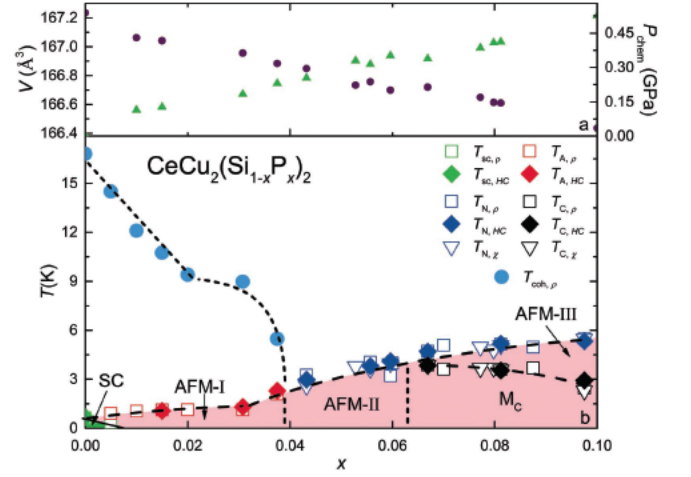 167.2
167.0
166.8
166.6
166.4
V (Å³)
0.45
0.30
0.15
0.00
P_chem (GPa)
a
CeCu₂(Si₁₋ₓPₓ)₂
T_sc, ρ T_A, ρ
T_sc, HC T_A, HC
T_N, ρ T_C, ρ
T_N, HC T_C, HC
T_N, χ T_C, χ
T_coh, ρ
15
12
9
6
3
0
T(K)
AFM-III
SC
AFM-I
AFM-II
M_C
b
0.00 0.02 0.04 0.06 0.08 0.10
x